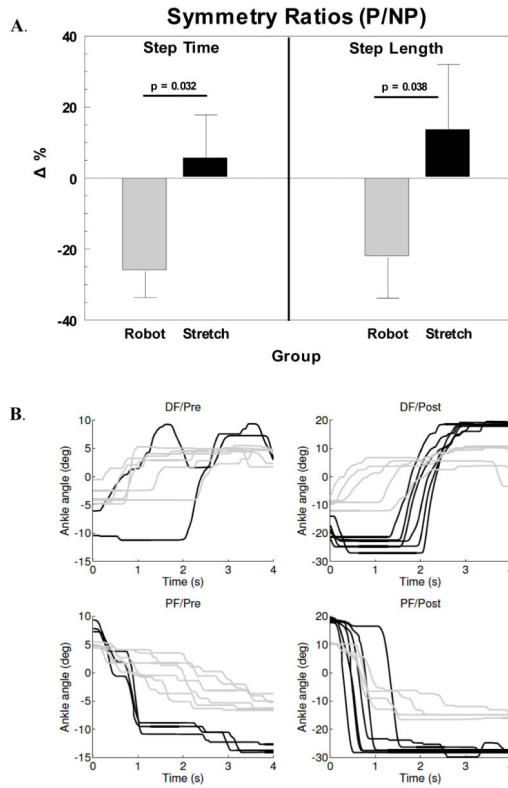 A.
Symmetry Ratios (P/NP)
Step Time
Step Length
p = 0.032
p = 0.038
Δ %
40
20
0
-20
-40
Robot Stretch
Robot Stretch
Group
B.
DF/Pre
Ankle angle (deg)
10
5
0
-5
-10
-15
0 1 2 3 4
Time (s)
DF/Post
Ankle angle (deg)
20
10
0
-10
-20
-30
0 1 2 3 4
Time (s)
PF/Pre
Ankle angle (deg)
10
5
0
-5
-10
-15
0 1 2 3 4
Time (s)
PF/Post
Ankle angle (deg)
20
10
0
-10
-20
-30
0 1 2 3 4
Time (s)